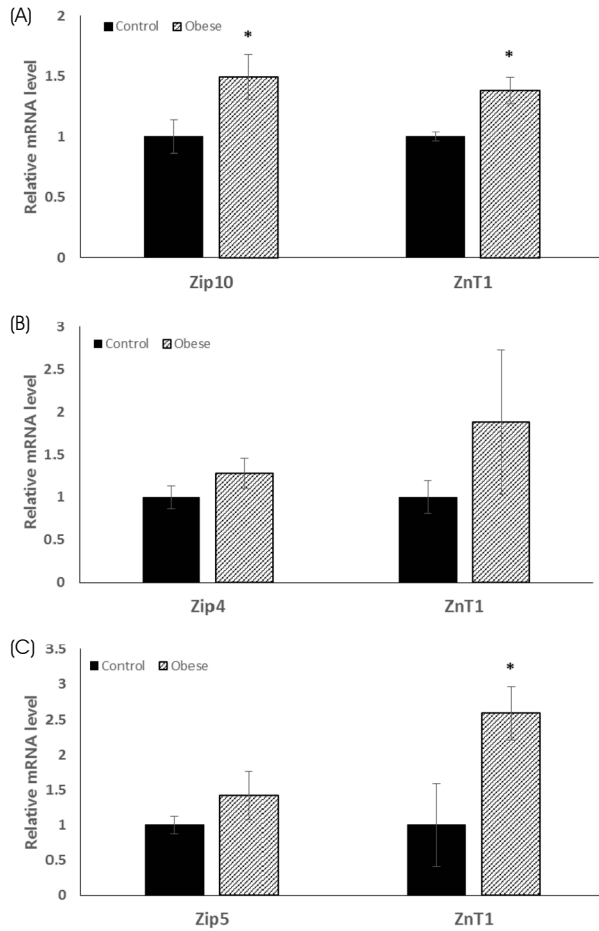 (A)
Control Obese
Relative mRNA level
2
1.5
1
0.5
0
*
*
Zip10 ZnT1
(B)
Control Obese
Relative mRNA level
3
2.5
2
1.5
1
0.5
0
Zip4 ZnT1
(C)
Control Obese
Relative mRNA level
3.5
3
2.5
2
1.5
1
0.5
0
*
Zip5 ZnT1